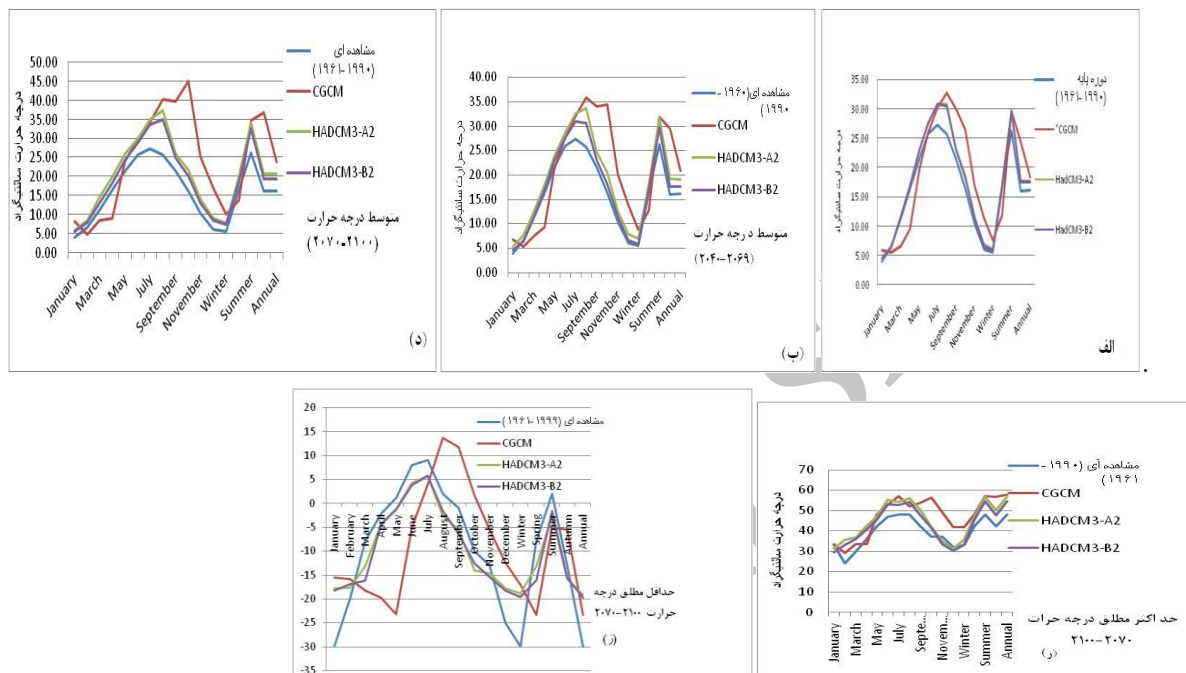 50.00
45.00
40.00
35.00
30.00
25.00
20.00
15.00
10.00
5.00
0.00
درجه حرارت سانتیگراد
January
March
May
July
September
November
Winter
Summer
Annual
مشاهده ای
(۱۹۶۱-۱۹۹۰)
CGCM
HADCM3-A2
HADCM3-B2
متوسط درجه حرارت
(۲۰۷۰-۲۱۰۰)
(د)
40.00
35.00
30.00
25.00
20.00
15.00
10.00
5.00
0.00
درجه حرارت سانتیگراد
January
March
May
July
September
November
Winter
Summer
Annual
مشاهده ای(۱۹۶۰-
۱۹۹۰)
CGCM
HADCM3-A2
HADCM3-B2
متوسط درجه حرارت
(۲۰۴۰-۲۰۶۹)
(ب)
35.00
30.00
25.00
20.00
15.00
10.00
5.00
0.00
درجه حرارت سانتیگراد
January
March
May
July
September
November
Winter
Summer
Annual
دوره پایه
(۱۹۶۱-۱۹۹۰)
"CGCM
HadCM3-A2
HadCM3-B2
الف
20
15
10
5
0
-5
-10
-15
-20
-25
-30
-35
January
February
March
April
May
June
July
August
September
October
November
December
Winter
Spring
Summer
Autumn
Annual
مشاهده ای (۱۹۶۱-۱۹۹۹)
CGCM
HADCM3-A2
HADCM3-B2
حداقل مطلق درجه
حرارت ۲۱۰۰-۲۰۷۰
(ز)
70
60
50
40
30
20
10
0
درجه حرارت سانتیگراد
January
March
May
July
Septe...
Novem...
Winter
Summer
Annual
مشاهده آی (۱۹۹۰-
۱۹۶۱)
CGCM
HADCM3-A2
HADCM3-B2
حد اکثر مطلق درجه حرات
۲۱۰۰-۲۰۷۰
(ر)